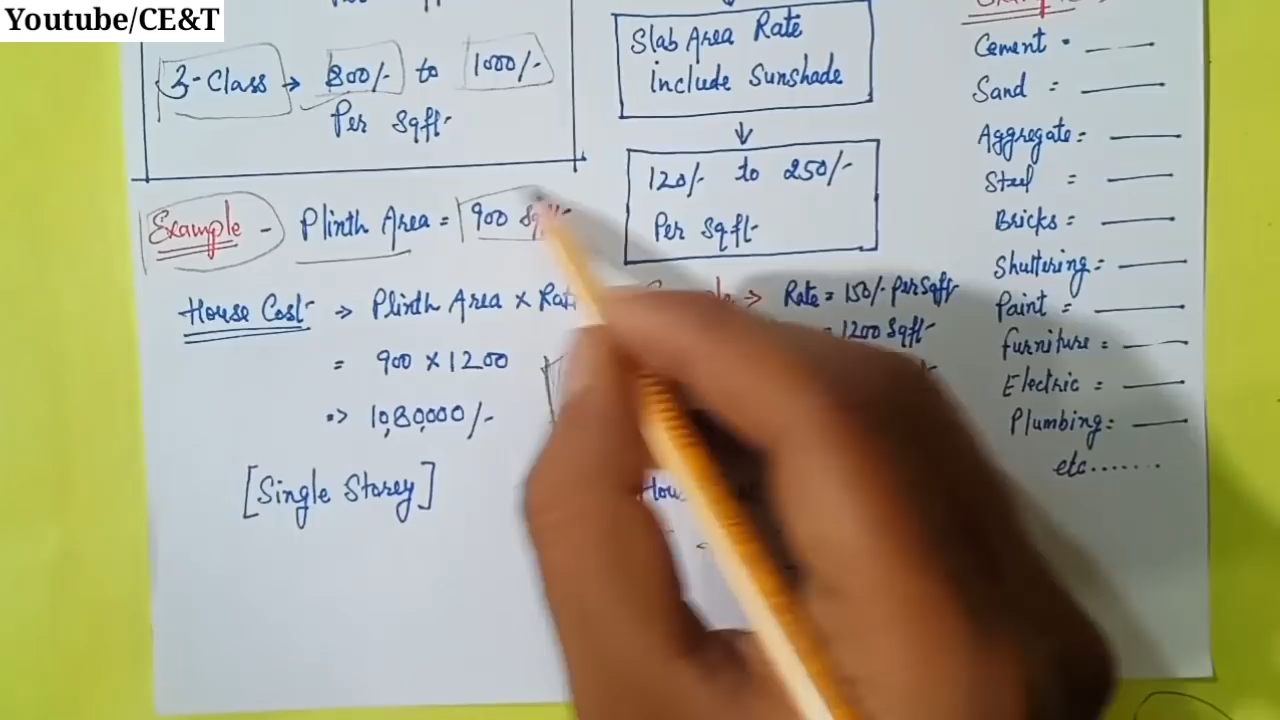 Youtube/CE&T
3-Class → 800/- to 1000/-
Per Sqft
Example - Plinth Area = 900
House Cost → Plinth Area ×
= 900 × 1200
=> 10,80,000/-
[Single Storey]
Slab Area Rate
include Sunshade
120/- to 250/-
Per Sqft
→ Rate = 150/- Per Sqft
= 1200 Sqft
Cement =
Sand =
Aggregate =
Steel =
Bricks =
Shuttering =
Paint =
furniture =
Electric =
Plumbing =
etc.......